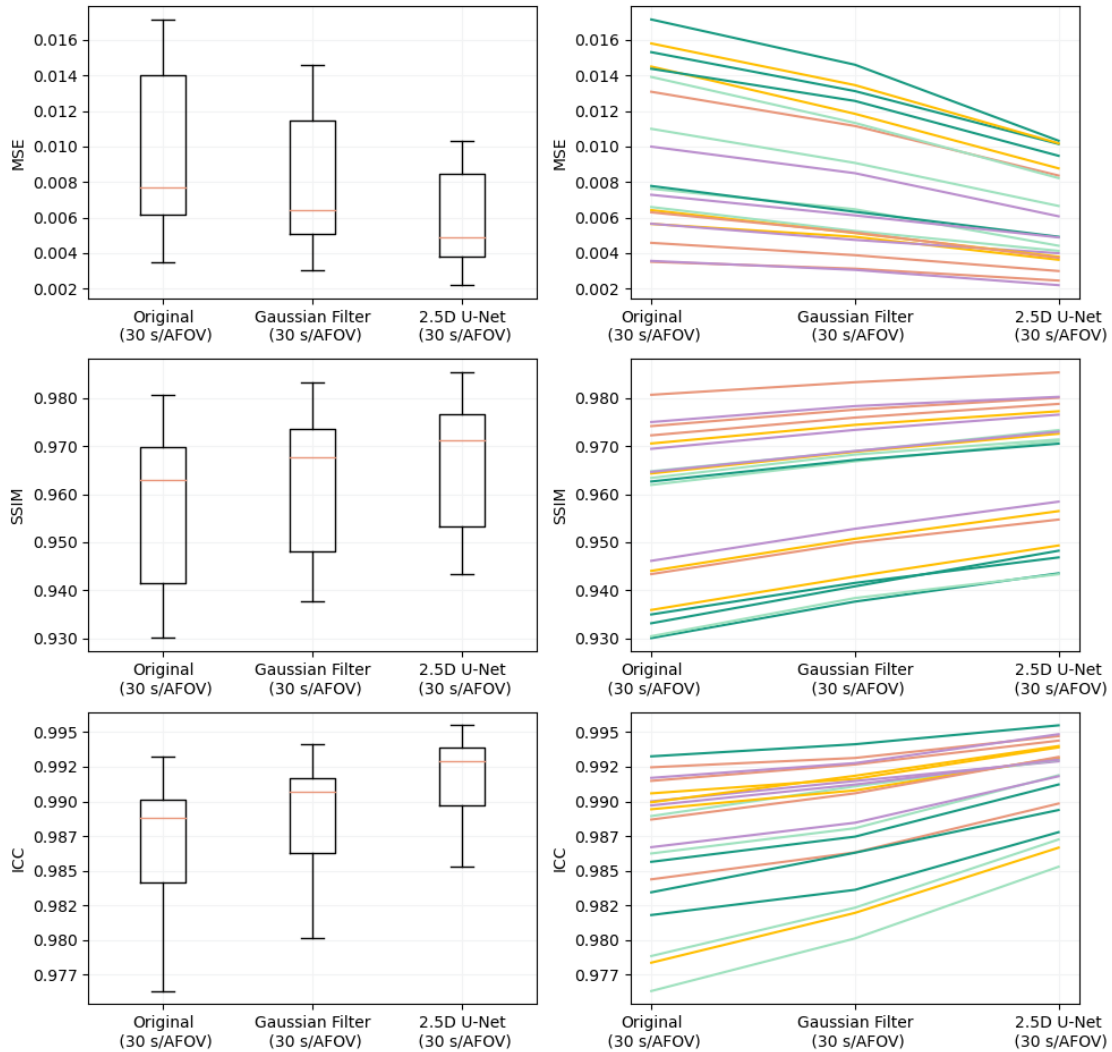 0.016
0.014
0.012
0.010
0.008
0.006
0.004
0.002
MSE
Original
(30 s/AFOV)
Gaussian Filter
(30 s/AFOV)
2.5D U-Net
(30 s/AFOV)
0.016
0.014
0.012
0.010
0.008
0.006
0.004
0.002
MSE
Original
(30 s/AFOV)
Gaussian Filter
(30 s/AFOV)
2.5D U-Net
(30 s/AFOV)
0.980
0.970
0.960
0.950
0.940
0.930
SSIM
Original
(30 s/AFOV)
Gaussian Filter
(30 s/AFOV)
2.5D U-Net
(30 s/AFOV)
0.980
0.970
0.960
0.950
0.940
0.930
SSIM
Original
(30 s/AFOV)
Gaussian Filter
(30 s/AFOV)
2.5D U-Net
(30 s/AFOV)
0.995
0.992
0.990
0.987
0.985
0.982
0.980
0.977
ICC
Original
(30 s/AFOV)
Gaussian Filter
(30 s/AFOV)
2.5D U-Net
(30 s/AFOV)
0.995
0.992
0.990
0.987
0.985
0.982
0.980
0.977
ICC
Original
(30 s/AFOV)
Gaussian Filter
(30 s/AFOV)
2.5D U-Net
(30 s/AFOV)